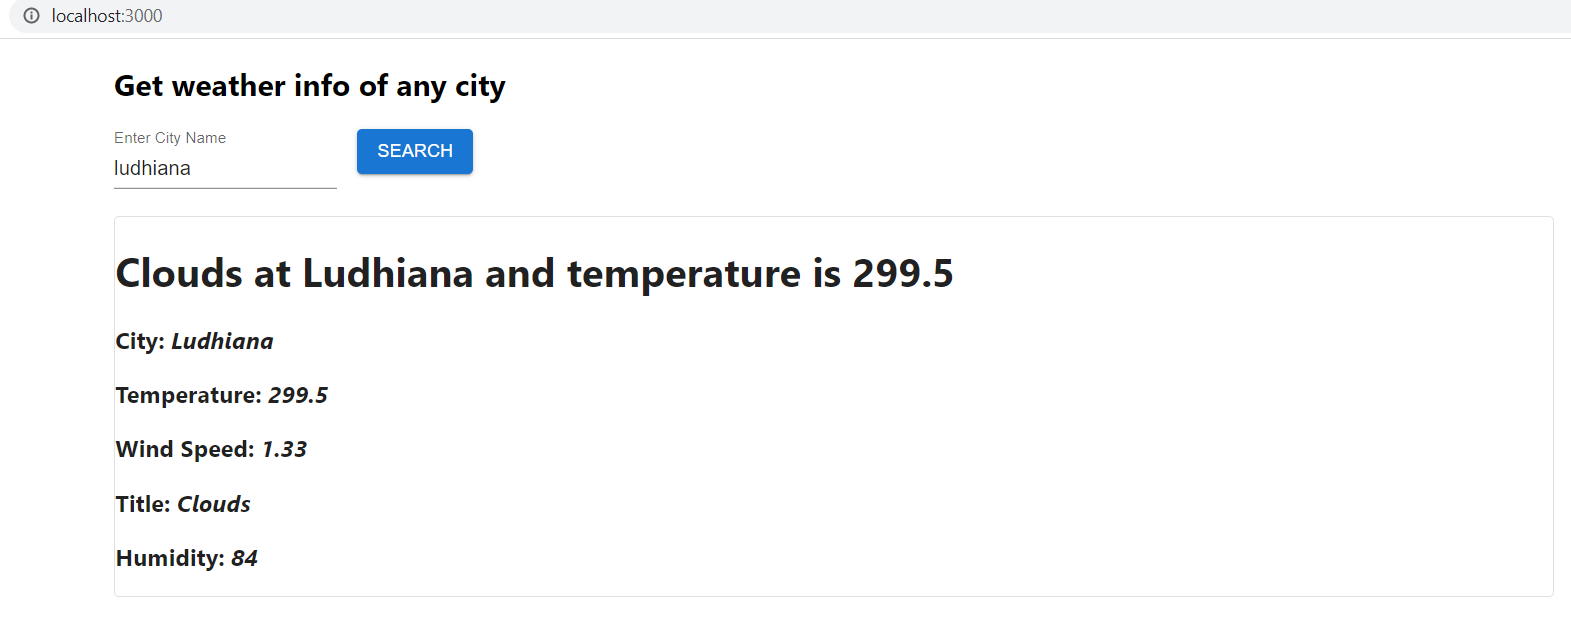 localhost:3000
Get weather info of any city
Enter City Name
ludhiana
SEARCH
Clouds at Ludhiana and temperature is 299.5
City: Ludhiana
Temperature: 299.5
Wind Speed: 1.33
Title: Clouds
Humidity: 84